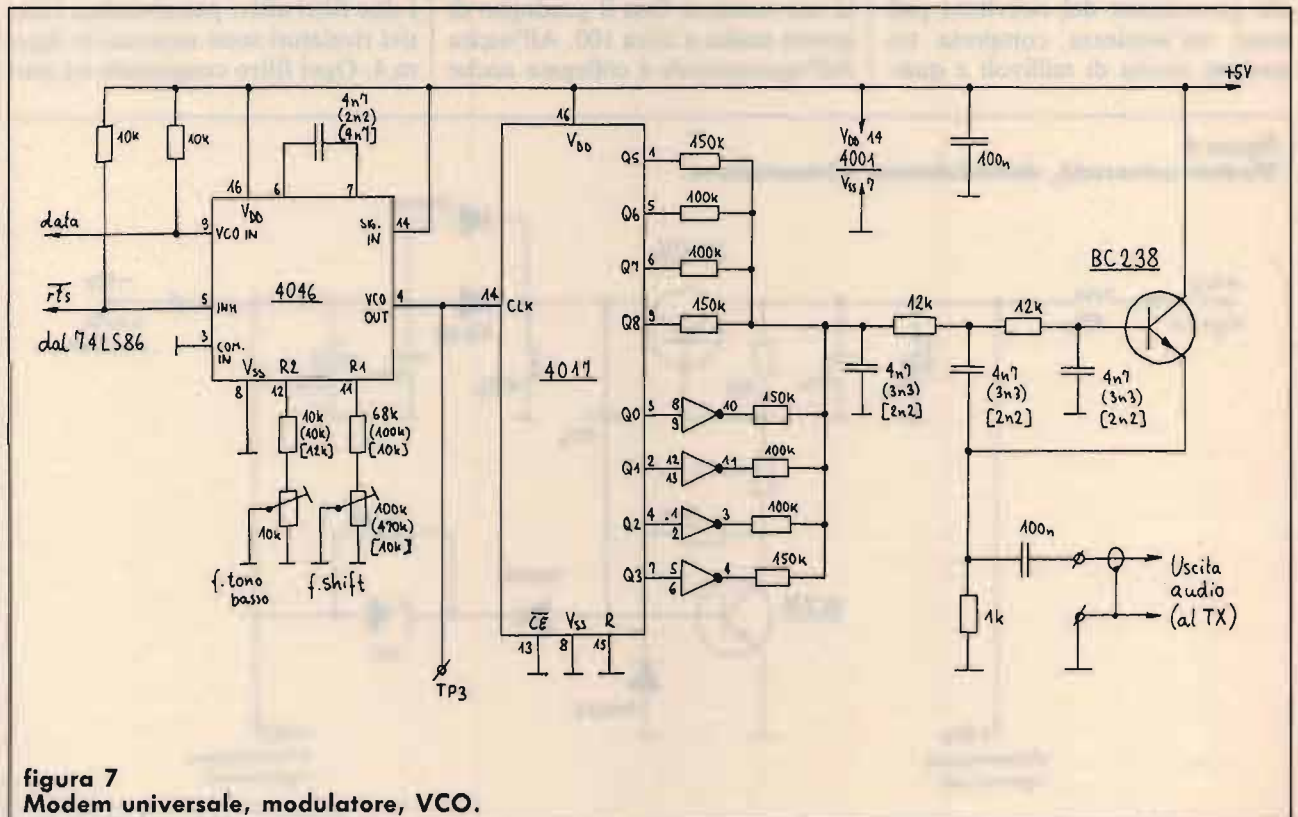 +5V
10k
10k
4n7
(2n2)
[4n7]
16
6
7
VDD
data
9
VCO IN
SIG. IN
14
rts
5
INH
4046
VCO OUT
4
dal 74LS86
3
COM. IN
VSS
R2
R1
8
12
11
10k
(10k)
[12k]
68k
(100k)
[10k]
10k
100k
(470k)
[10k]
f. tono basso
f. shift
TP3
16
VDD
14
CLK
4017
Q5
1
150k
Q6
5
100k
Q7
6
100k
Q8
9
150k
Q0
3
8
9
10
150k
Q1
2
12
13
11
100k
Q2
4
1
2
3
100k
Q3
7
5
6
4
150k
CE
VSS
R
13
8
15
VDD 14
4001
VSS 7
100n
BC238
12k
12k
4n7
(3n3)
[2n2]
4n7
(3n3)
[2n2]
4n7
(3n3)
[2n2]
100n
1k
Uscita
audio
(al TX)
figura 7
Modem universale, modulatore, VCO.